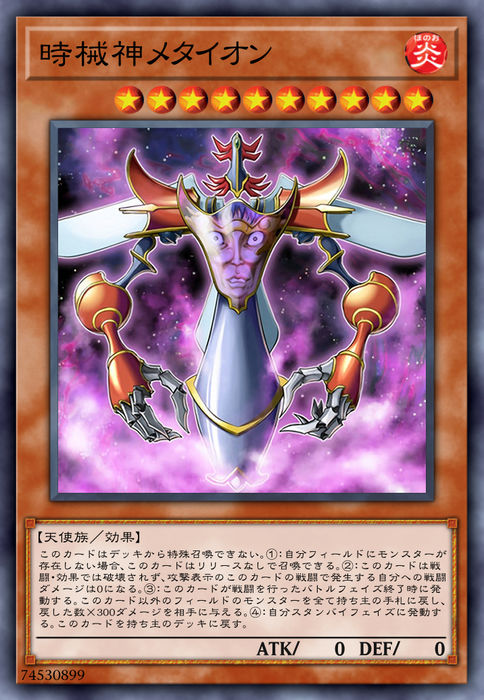 時械神メタイオン
ほのお
炎
【天使族／効果】
このカードはデッキから特殊召喚できない。①：自分フィールドにモンスターが
存在しない場合、このカードはリリースなしで召喚できる。②：このカードは戦
闘・効果では破壊されず、攻撃表示のこのカードの戦闘で発生する自分への戦闘
ダメージは0になる。③：このカードが戦闘を行ったバトルフェイズ終了時に発
動する。このカード以外のフィールドのモンスターを全て持ち主の手札に戻し、
戻した数×300ダメージを相手に与える。④：自分スタンバイフェイズに発動す
る。このカードを持ち主のデッキに戻す。
ATK/ 0 DEF/ 0
74530899